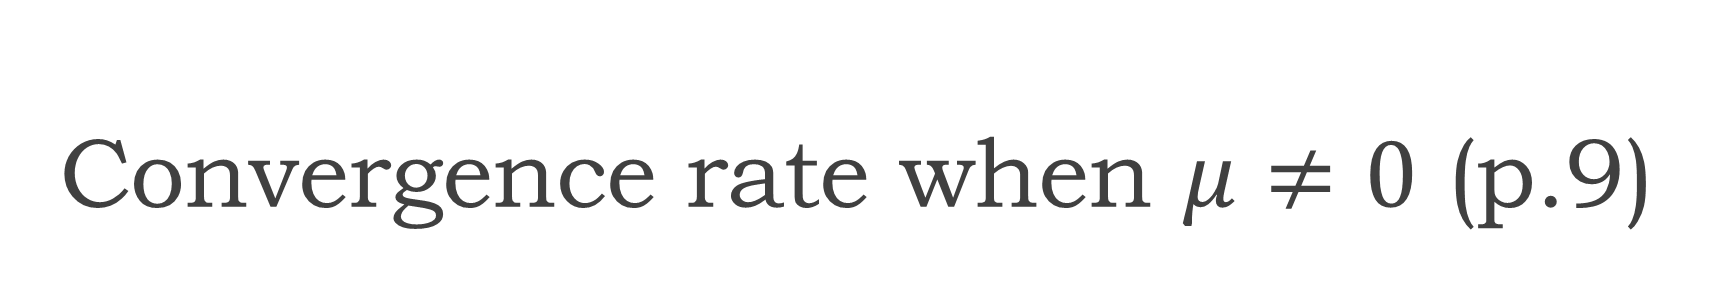 Convergence rate when μ ≠ 0 (p.9)